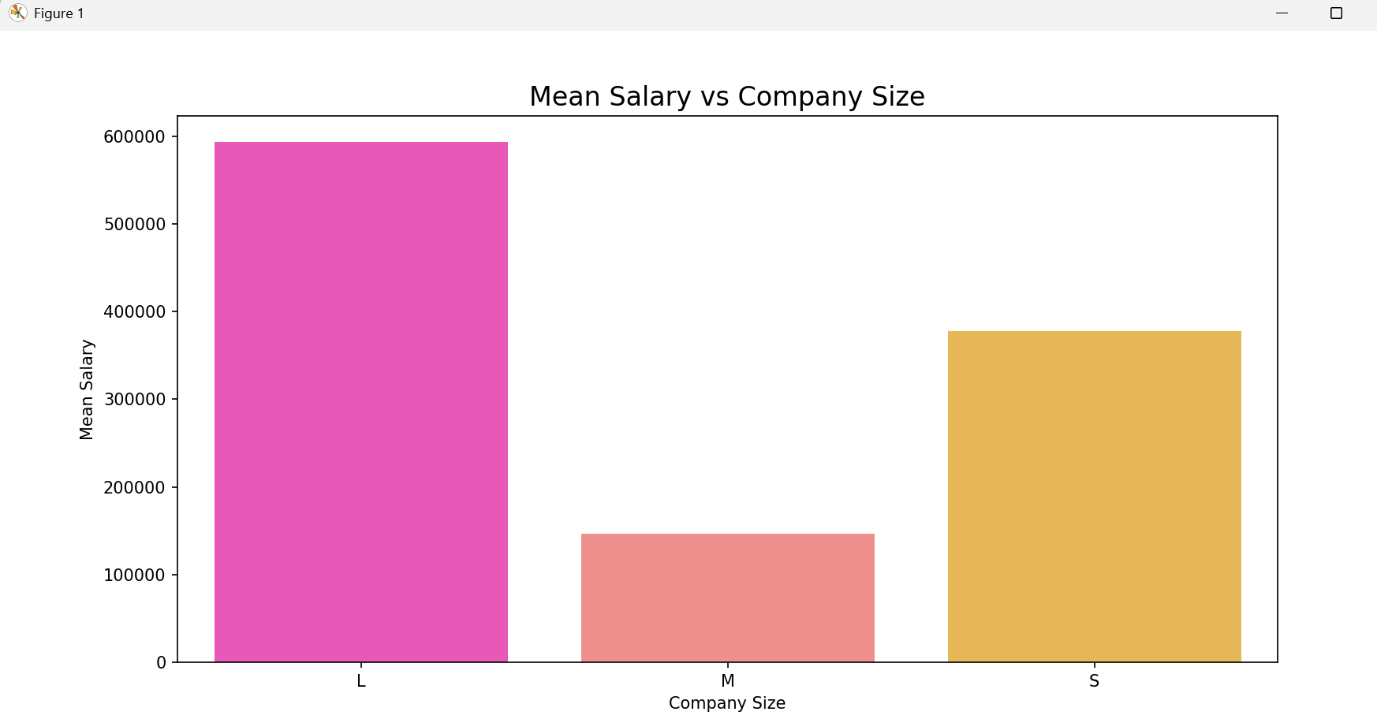 Figure 1
Mean Salary vs Company Size
600000
500000
400000
300000
200000
100000
0
Mean Salary
L M S
Company Size